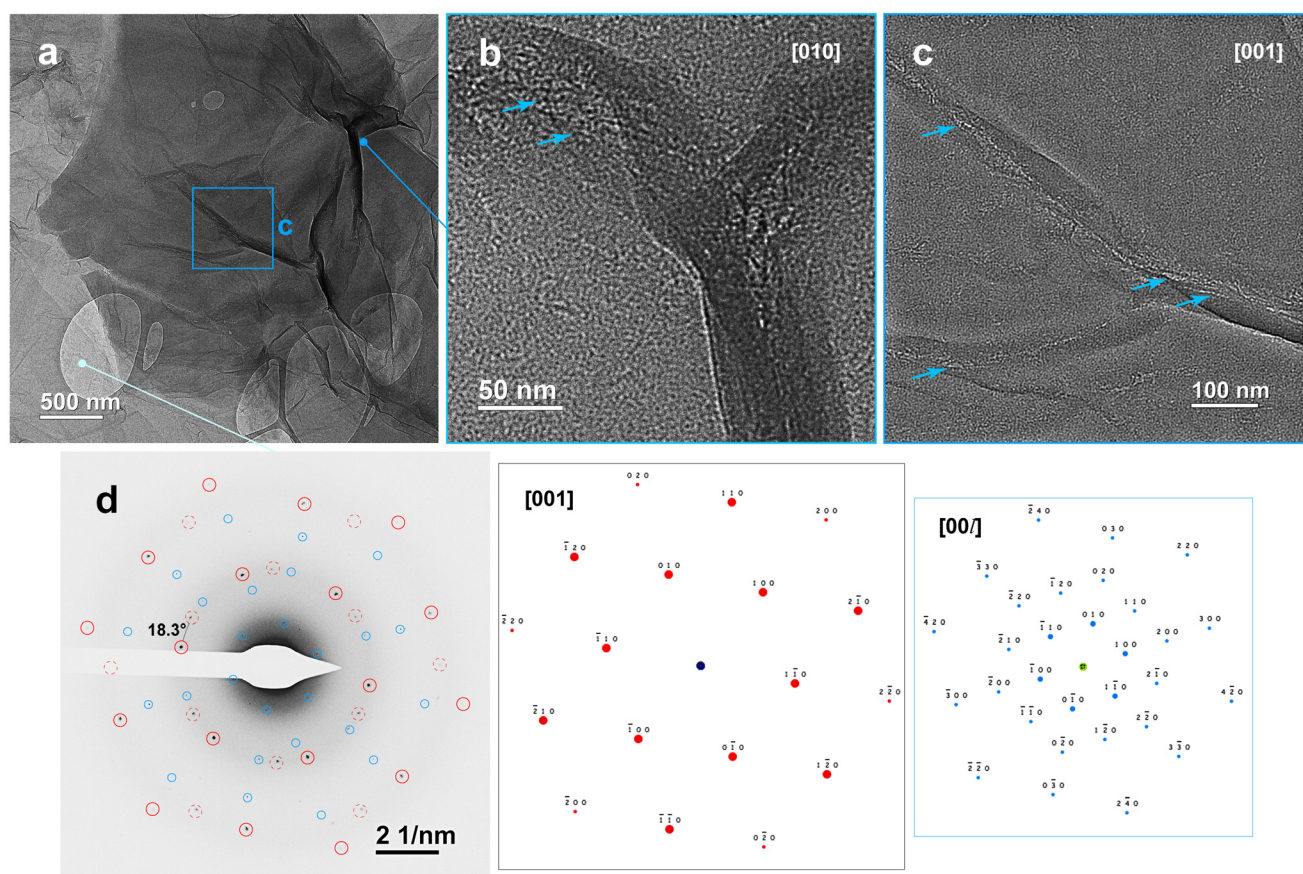 a
c
500 nm
b
[010]
50 nm
c
[001]
100 nm
d
18.3°
2 1/nm
[001]
0 2 0
1 1 0
2 0 0
1̅ 2 0
0 1 0
1 0 0
2 1̅ 0
2̅ 2 0
1̅ 1 0
1 1̅ 0
2 2̅ 0
2̅ 1 0
1̅ 0 0
0 1̅ 0
1 2̅ 0
2̅ 0 0
1̅ 1̅ 0
0 2̅ 0
[00l]
2̅ 4 0
0 3 0
2 2 0
3̅ 3 0
1̅ 2 0
0 2 0
2̅ 2 0
1 1 0
4̅ 2 0
1̅ 1 0
0 1 0
3 0 0
2̅ 1 0
1 0 0
2 0 0
1̅ 0 0
2 1̅ 0
3̅ 0 0
2̅ 0 0
0 1̅ 0
1 1̅ 0
4 2̅ 0
1̅ 1̅ 0
2 2̅ 0
0 2̅ 0
1 2̅ 0
3 3̅ 0
2̅ 2̅ 0
0 3̅ 0
2 4̅ 0